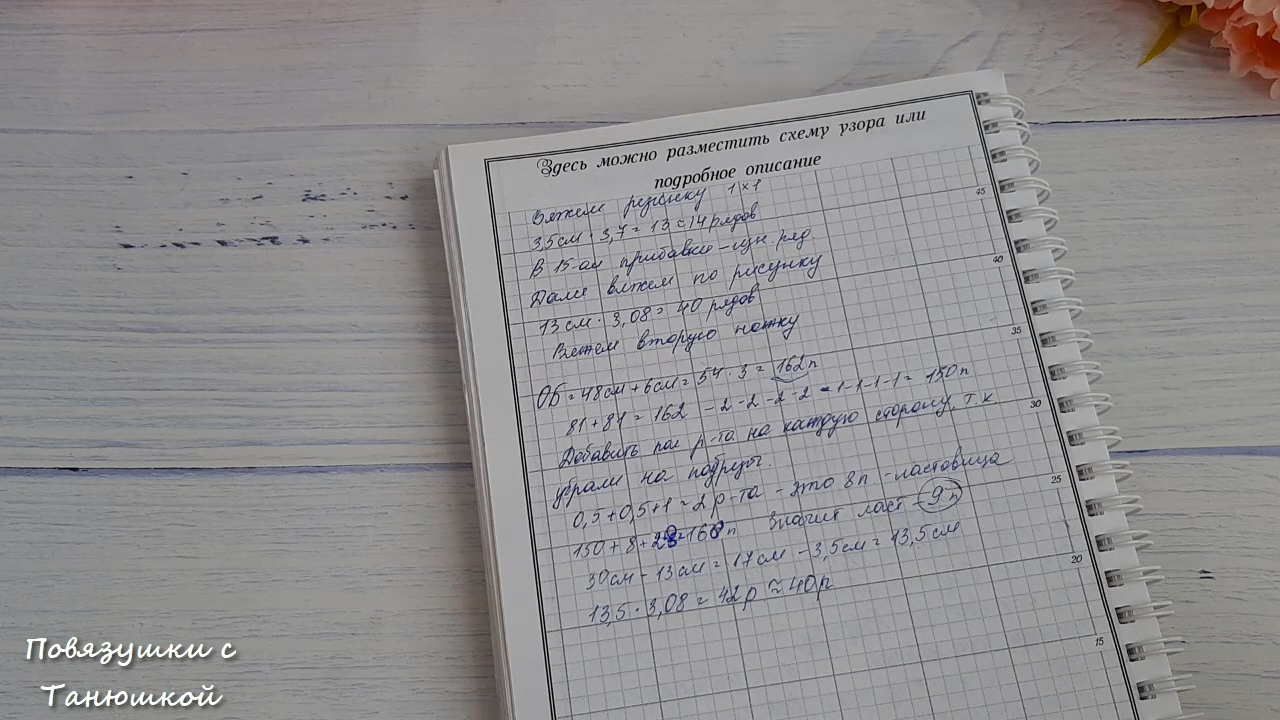 Здесь можно разместить схему узора или
подробное описание
Вяжем резинку 1×1
3,5см · 3,7 = 13 = 14 рядов
В 15-ом прибавки - изн. ряд
Далее вяжем по рисунку
13 см · 3,08 = 40 рядов
Вяжем вторую ножку
ОБ = 48см + 6см = 54 · 3 = 162п
81 + 81 = 162 - 2 - 2 - 2 - 2 - 1-1-1-1 = 150п
Добавить пол р-та на каждую сторону, т.к.
убрали на подрезы.
0,5 + 0,5 + 1 = 2 р-та - это 8п - ластовица
150 + 8 + 8 = 168п Значит ласт - 9п
30см - 13см = 17см - 3,5см = 13,5см
13,5 · 3,08 = 42р ≈ 40р
45
40
35
30
25
20
15
Повязушки с
Танюшкой